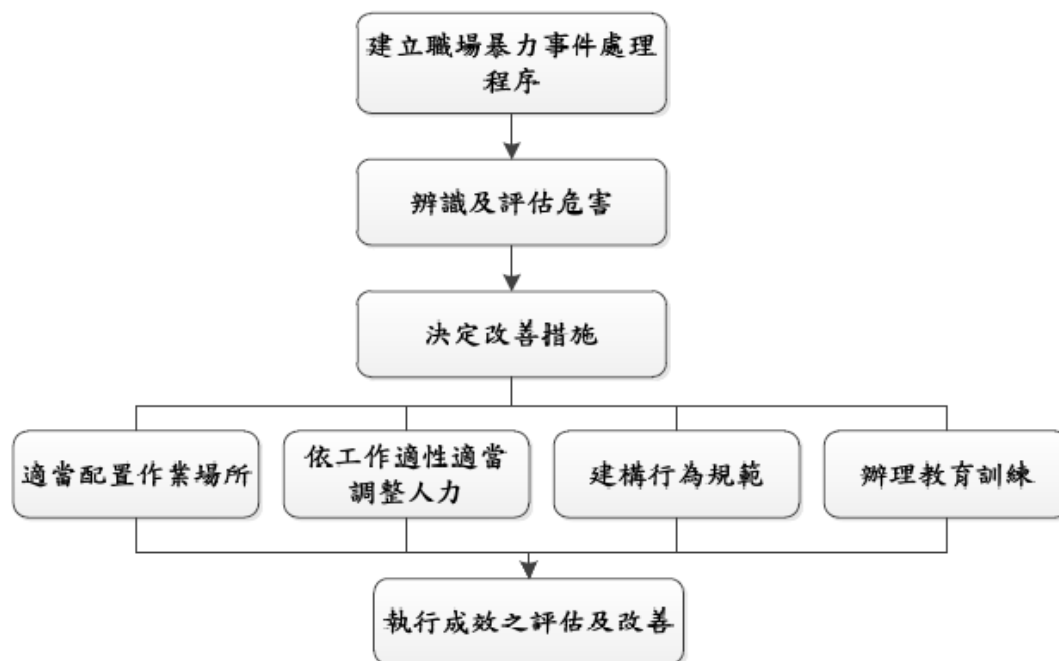 建立職場暴力事件處理
程序
辨識及評估危害
決定改善措施
適當配置作業場所
依工作適性適當
調整人力
建構行為規範
辦理教育訓練
執行成效之評估及改善